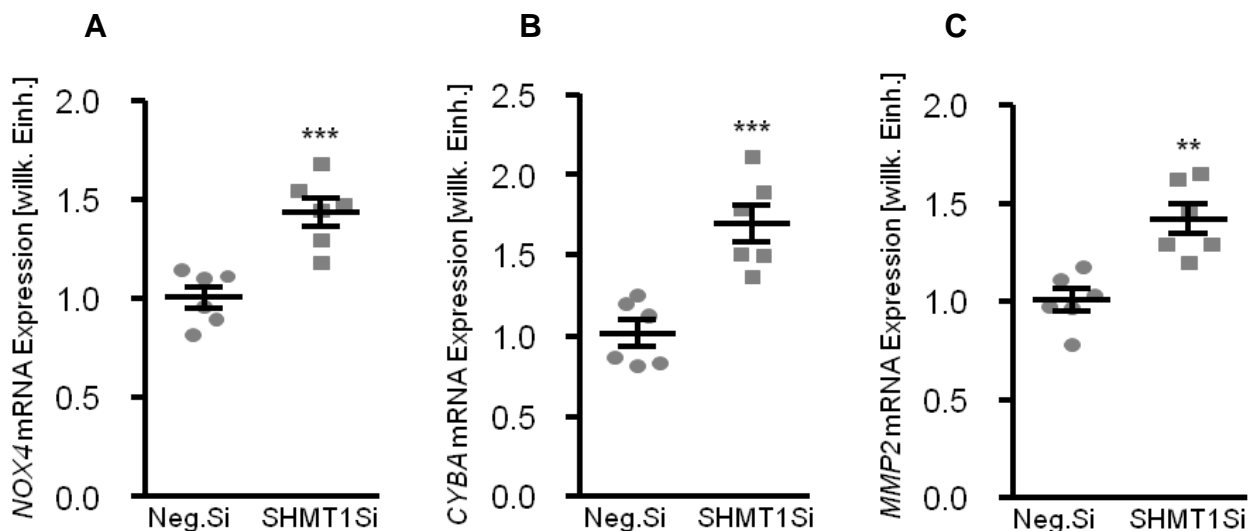 A
NOX4 mRNA Expression [willk. Einh.]
2.0
1.5
1.0
0.5
0.0
***
Neg.Si SHMT1Si
B
CYBA mRNA Expression [willk. Einh.]
2.5
2.0
1.5
1.0
0.5
0.0
***
Neg.Si SHMT1Si
C
MMP2 mRNA Expression [willk. Einh.]
2.0
1.5
1.0
0.5
0.0
**
Neg.Si SHMT1Si